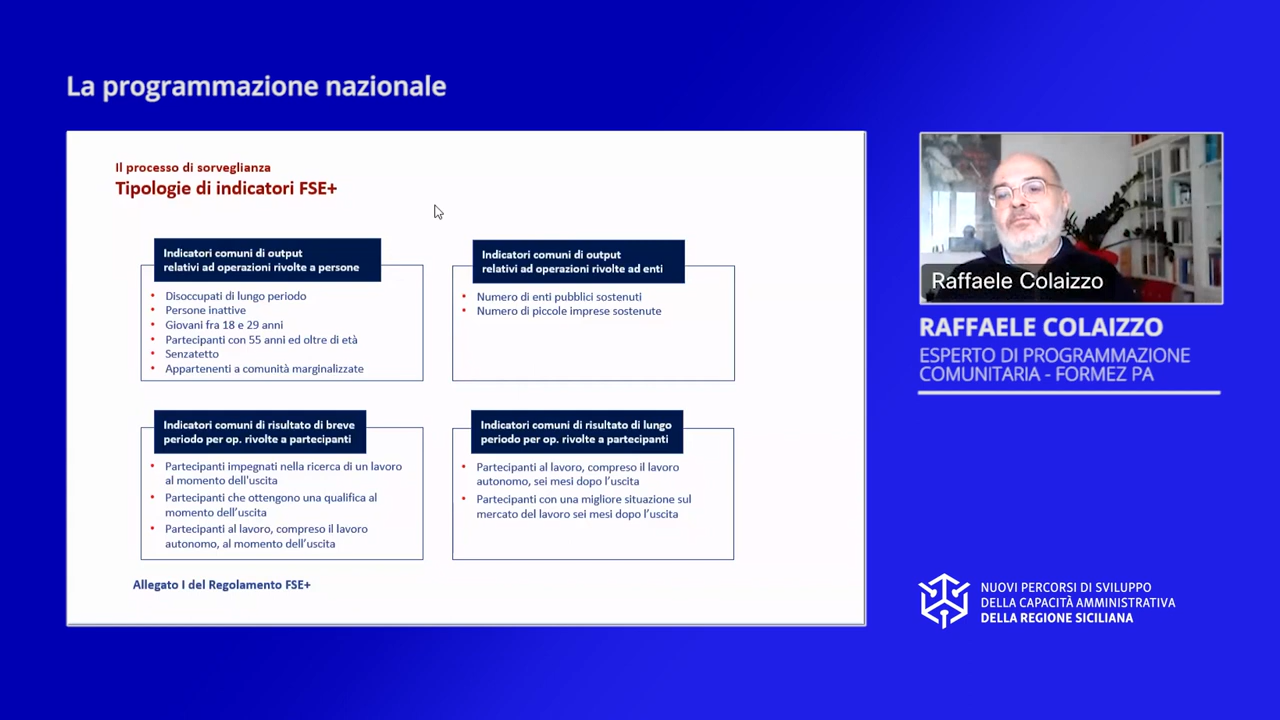 La programmazione nazionale
Il processo di sorveglianza
Tipologie di indicatori FSE+
Indicatori comuni di output
relativi ad operazioni rivolte a persone
• Disoccupati di lungo periodo
• Persone inattive
• Giovani fra 18 e 29 anni
• Partecipanti con 55 anni ed oltre di età
• Senzatetto
• Appartenenti a comunità marginalizzate
Indicatori comuni di output
relativi ad operazioni rivolte ad enti
• Numero di enti pubblici sostenuti
• Numero di piccole imprese sostenute
Indicatori comuni di risultato di breve
periodo per op. rivolte a partecipanti
• Partecipanti impegnati nella ricerca di un lavoro
al momento dell'uscita
• Partecipanti che ottengono una qualifica al
momento dell'uscita
• Partecipanti al lavoro, compreso il lavoro
autonomo, al momento dell'uscita
Indicatori comuni di risultato di lungo
periodo per op. rivolte a partecipanti
• Partecipanti al lavoro, compreso il lavoro
autonomo, sei mesi dopo l'uscita
• Partecipanti con una migliore situazione sul
mercato del lavoro sei mesi dopo l'uscita
Allegato I del Regolamento FSE+
Raffaele Colaizzo
RAFFAELE COLAIZZO
ESPERTO DI PROGRAMMAZIONE
COMUNITARIA - FORMEZ PA
NUOVI PERCORSI DI SVILUPPO
DELLA CAPACITÀ AMMINISTRATIVA
DELLA REGIONE SICILIANA